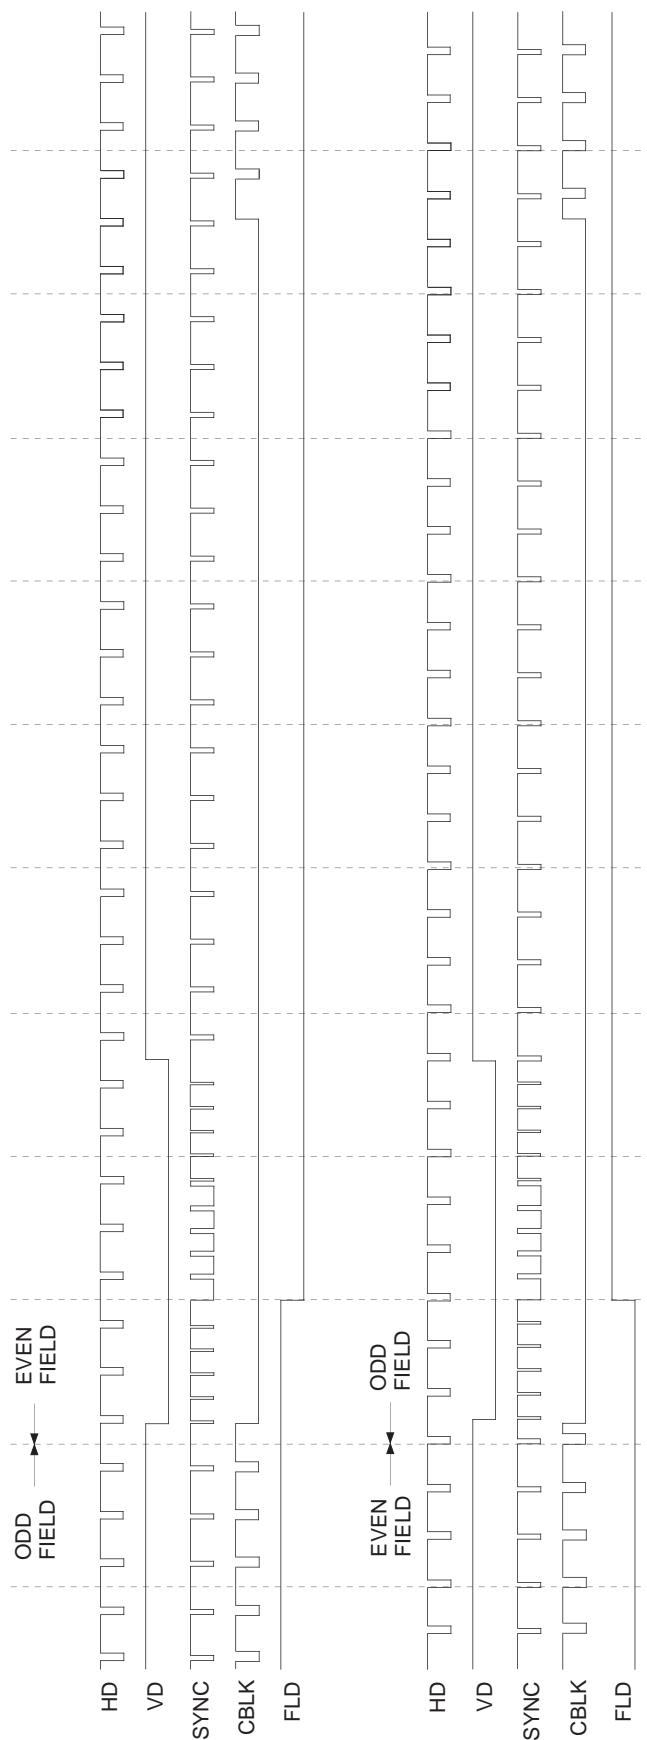 ODD
FIELD
EVEN
FIELD
HD
VD
SYNC
CBLK
FLD
EVEN
FIELD
ODD
FIELD
HD
VD
SYNC
CBLK
FLD